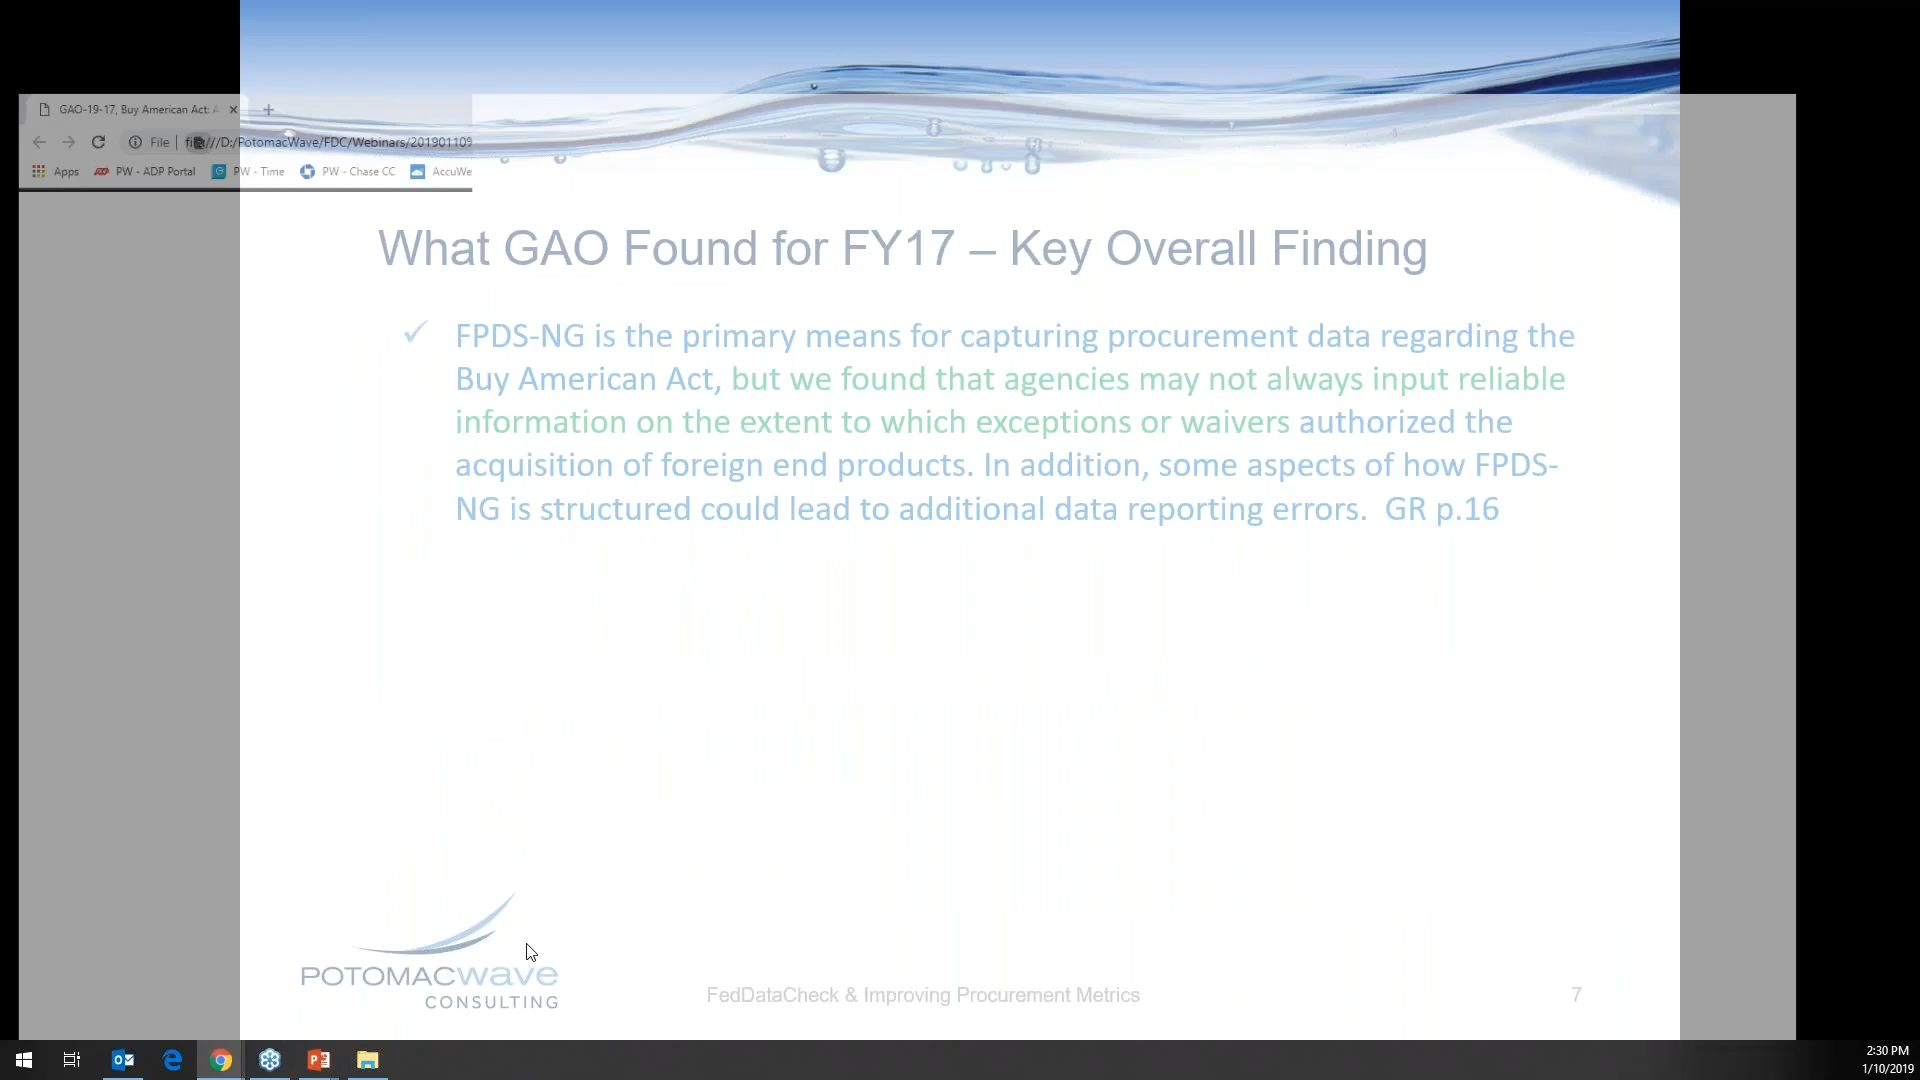 GAO-19-17, Buy American Act: A
File
///D:/PotomacWave/FDC/Webinars/201901109
Apps PW - ADP Portal PW - Time PW - Chase CC AccuWe
What GAO Found for FY17 – Key Overall Finding
✓ FPDS-NG is the primary means for capturing procurement data regarding the
Buy American Act, but we found that agencies may not always input reliable
information on the extent to which exceptions or waivers authorized the
acquisition of foreign end products. In addition, some aspects of how FPDS-
NG is structured could lead to additional data reporting errors. GR p.16
POTOMACwave
CONSULTING
FedDataCheck & Improving Procurement Metrics
7
2:30 PM
1/10/2019